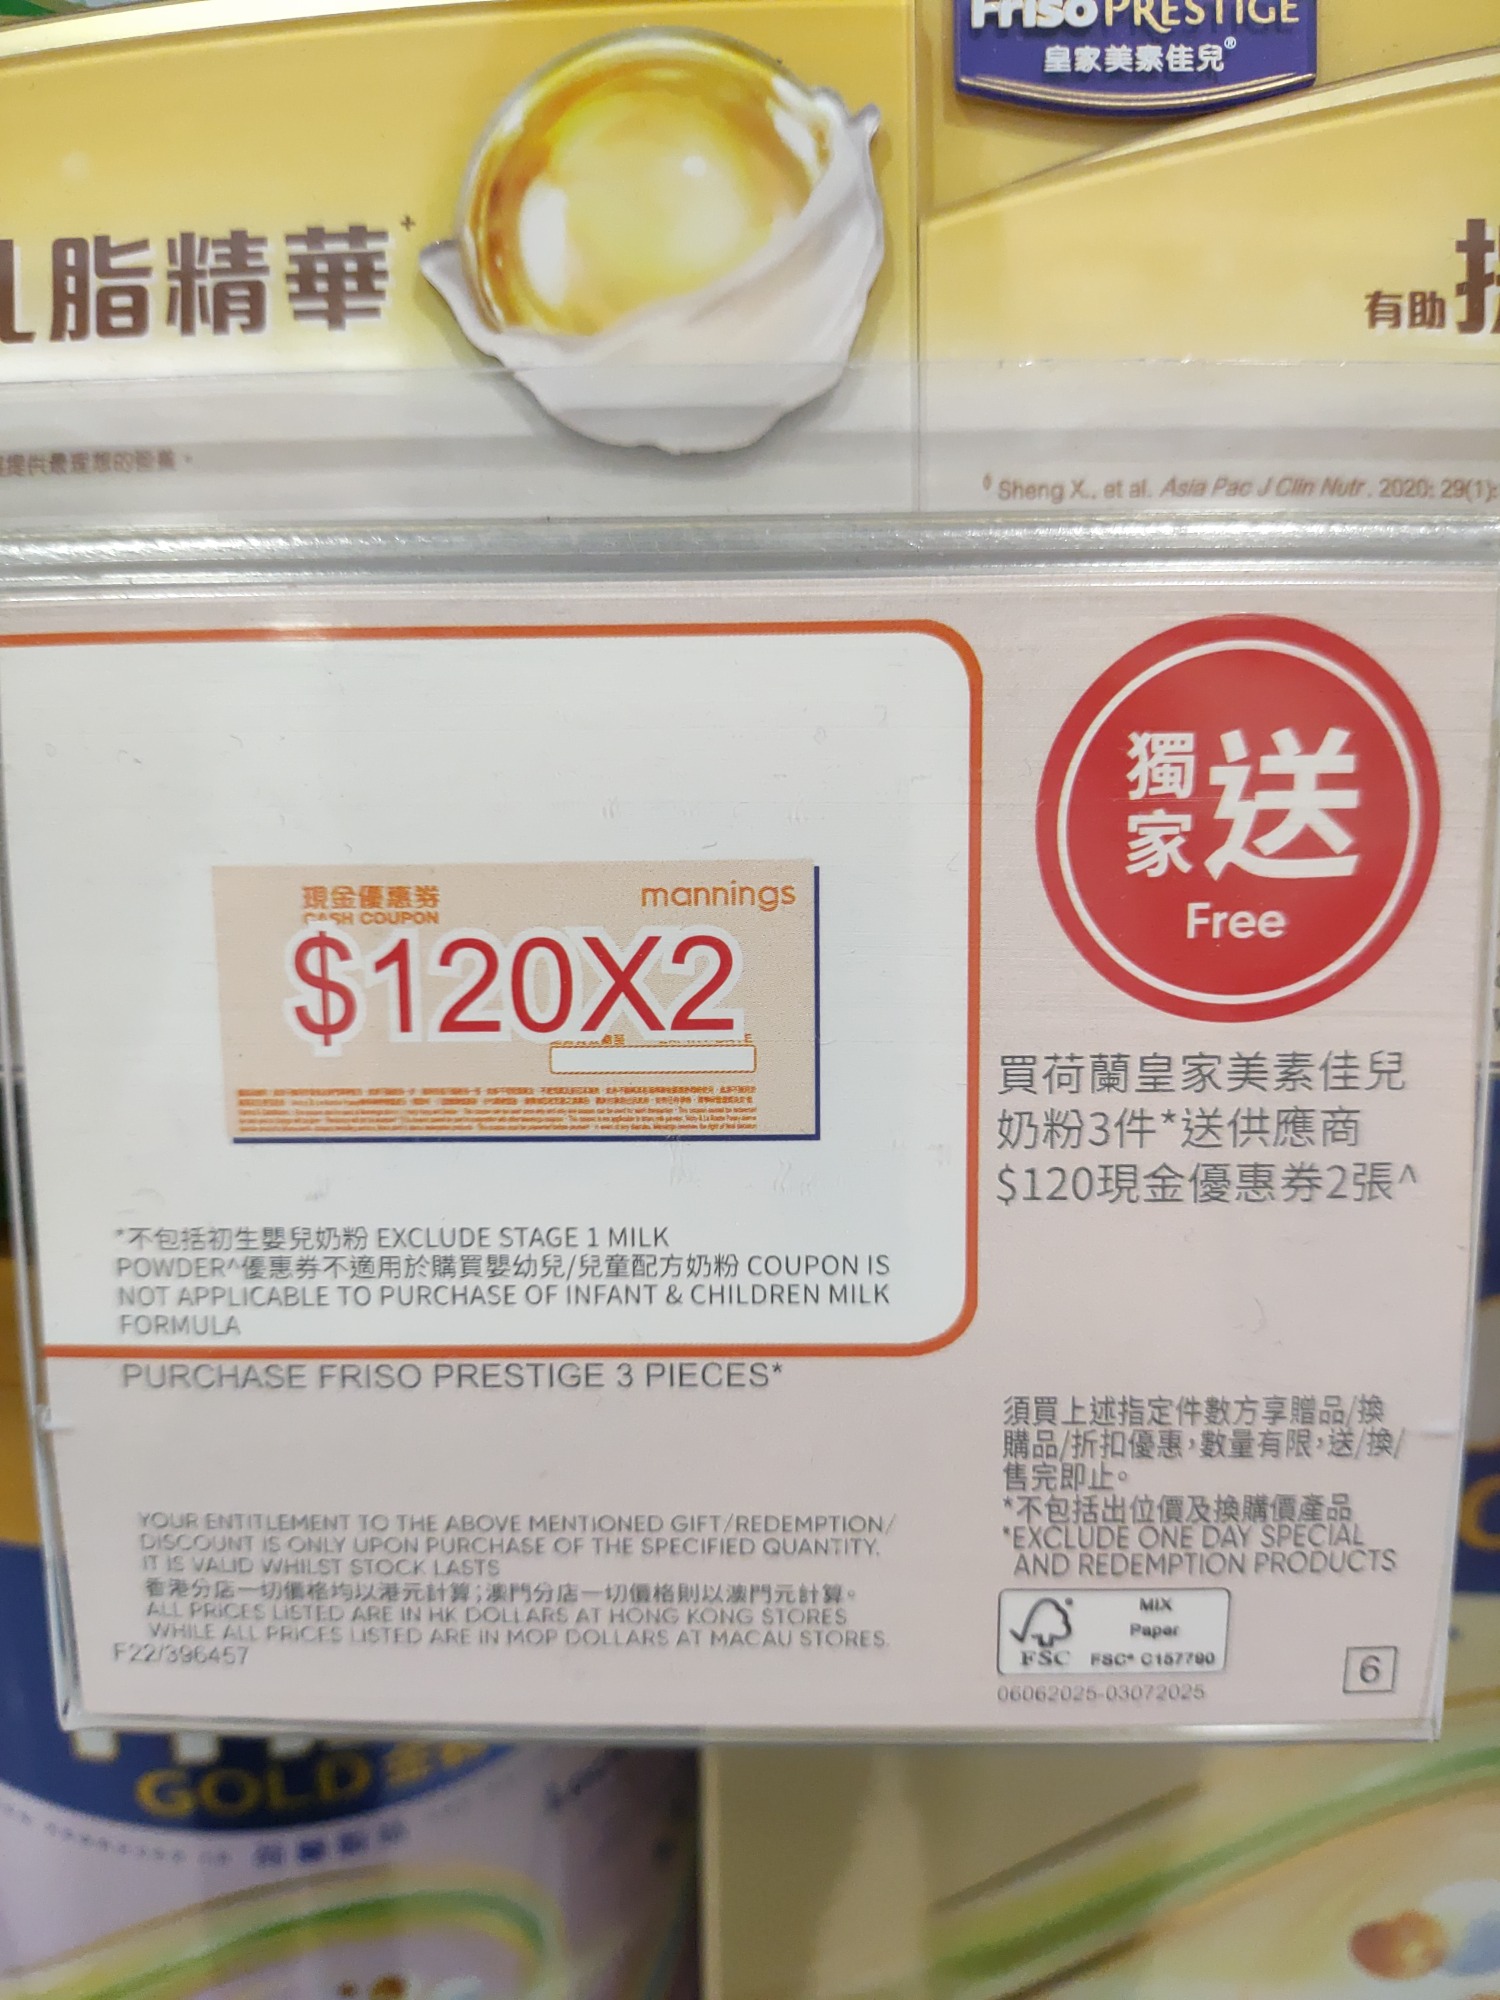 Friso PRESTIGE
皇家美素佳兒®
脂精華+
有助
提供最理想的營養。
◊ Sheng X., et al. Asia Pac J Clin Nutr. 2020; 29(1):
獨家送
Free
現金優惠券
CASH COUPON
mannings
$120X2
買荷蘭皇家美素佳兒
奶粉3件*送供應商
$120現金優惠券2張^
*不包括初生嬰兒奶粉 EXCLUDE STAGE 1 MILK
POWDER^優惠券不適用於購買嬰幼兒/兒童配方奶粉 COUPON IS
NOT APPLICABLE TO PURCHASE OF INFANT & CHILDREN MILK
FORMULA
PURCHASE FRISO PRESTIGE 3 PIECES*
須買上述指定件數方享贈品/換
購品/折扣優惠,數量有限,送/換/
售完即止。
*不包括出位價及換購價產品
*EXCLUDE ONE DAY SPECIAL
AND REDEMPTION PRODUCTS
YOUR ENTITLEMENT TO THE ABOVE MENTIONED GIFT/REDEMPTION/
DISCOUNT IS ONLY UPON PURCHASE OF THE SPECIFIED QUANTITY.
IT IS VALID WHILST STOCK LASTS
香港分店一切價格均以港元計算;澳門分店一切價格則以澳門元計算。
ALL PRICES LISTED ARE IN HK DOLLARS AT HONG KONG STORES
WHILE ALL PRICES LISTED ARE IN MOP DOLLARS AT MACAU STORES.
F22/396457
FSC
MIX
Paper
FSC® C157790
06062025-03072025
6
GOLD